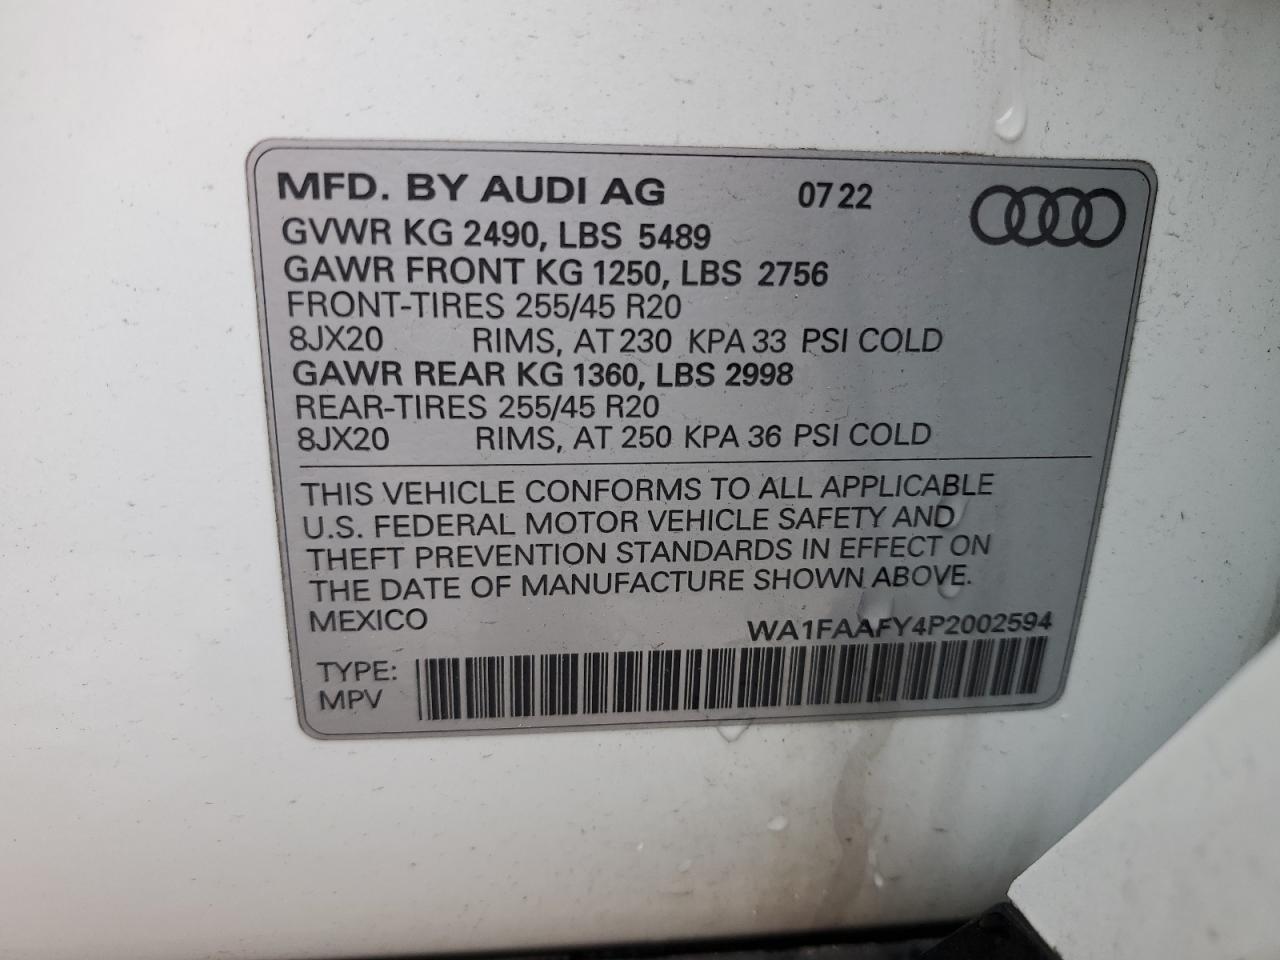 MFD. BY AUDI AG 07 22
GVWR KG 2490, LBS 5489
GAWR FRONT KG 1250, LBS 2756
FRONT-TIRES 255/45 R20
8JX20 RIMS, AT 230 KPA 33 PSI COLD
GAWR REAR KG 1360, LBS 2998
REAR-TIRES 255/45 R20
8JX20 RIMS, AT 250 KPA 36 PSI COLD
THIS VEHICLE CONFORMS TO ALL APPLICABLE
U.S. FEDERAL MOTOR VEHICLE SAFETY AND
THEFT PREVENTION STANDARDS IN EFFECT ON
THE DATE OF MANUFACTURE SHOWN ABOVE.
MEXICO WA1FAAFY4P2002594
TYPE:
MPV